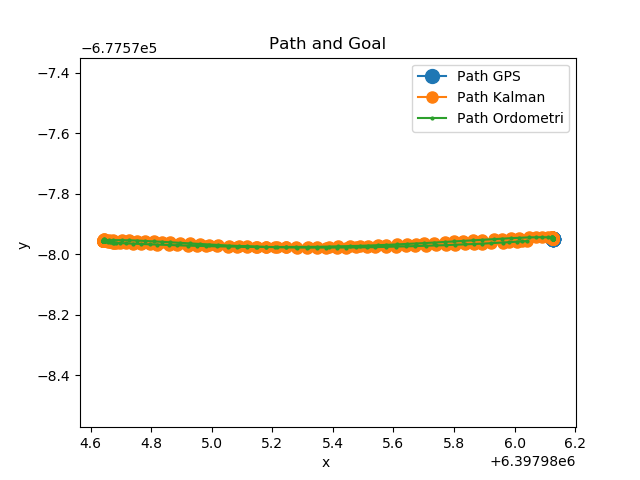 Path and Goal
−6.7757e5
Path GPS
Path Kalman
Path Ordometri
−7.4
−7.6
−7.8
−8.0
−8.2
−8.4
y
4.6 4.8 5.0 5.2 5.4 5.6 5.8 6.0 6.2
x
+6.39798e6